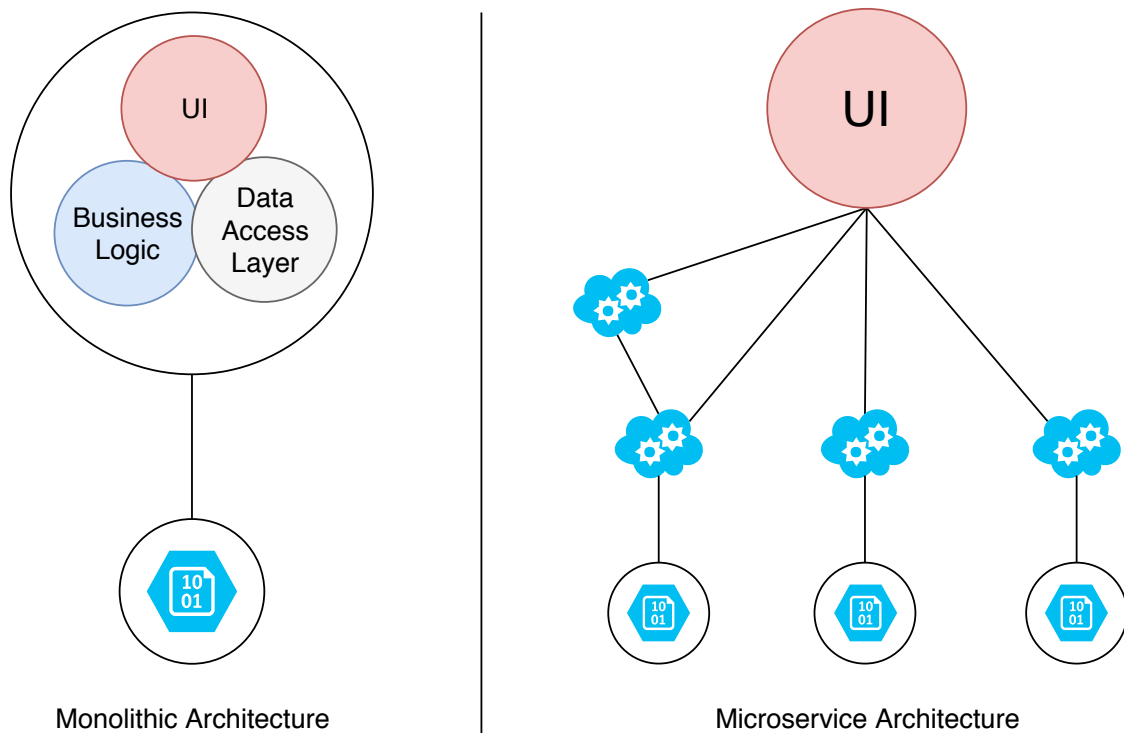 UI
Business
Logic
Data
Access
Layer
10
01
Monolithic Architecture
UI
10
01
10
01
10
01
Microservice Architecture